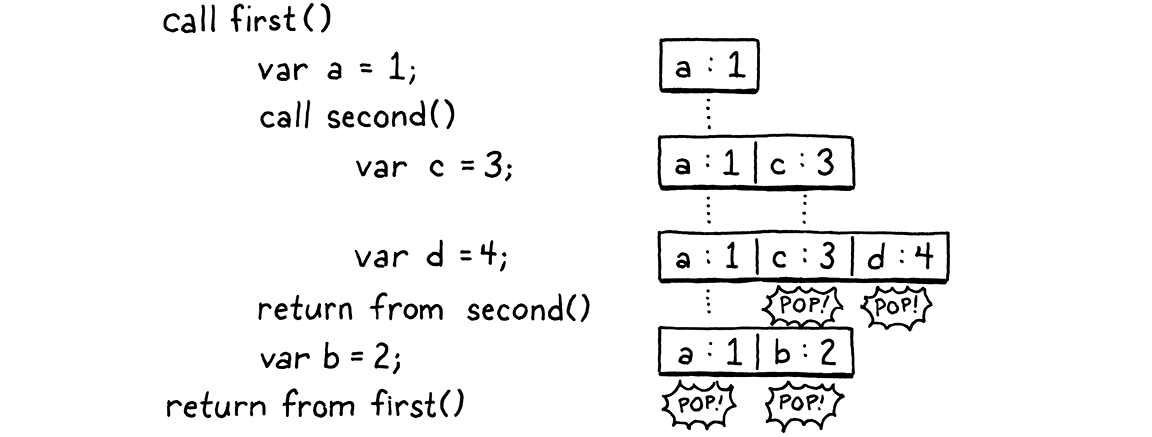 call first()
var a = 1;
a : 1
call second()
var c = 3;
a : 1 | c : 3
var d = 4;
a : 1 | c : 3 | d : 4
return from second()
POP! POP!
var b = 2;
a : 1 | b : 2
return from first()
POP! POP!